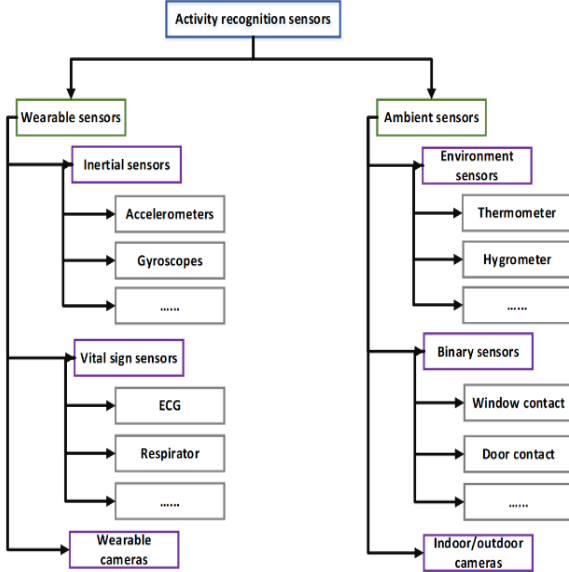 Activity recognition sensors
Wearable sensors
Inertial sensors
Accelerometers
Gyroscopes
......
Vital sign sensors
ECG
Respirator
......
Wearable
cameras
Ambient sensors
Environment
sensors
Thermometer
Hygrometer
......
Binary sensors
Window contact
Door contact
......
Indoor/outdoor
cameras